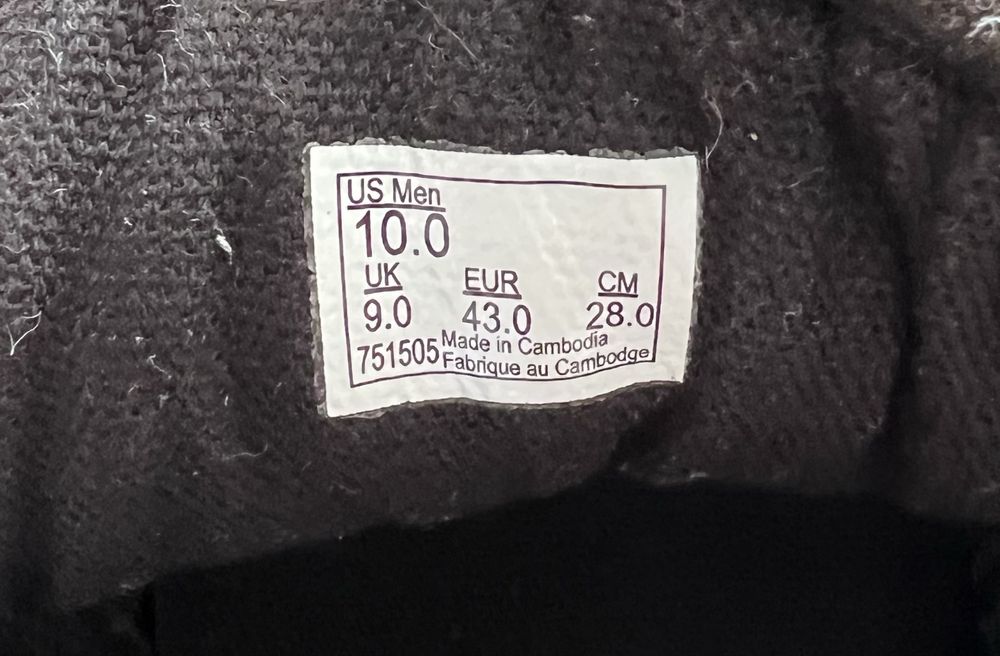 US Men
10.0
UK EUR CM
9.0 43.0 28.0
751505 Made in Cambodia
Fabrique au Cambodge